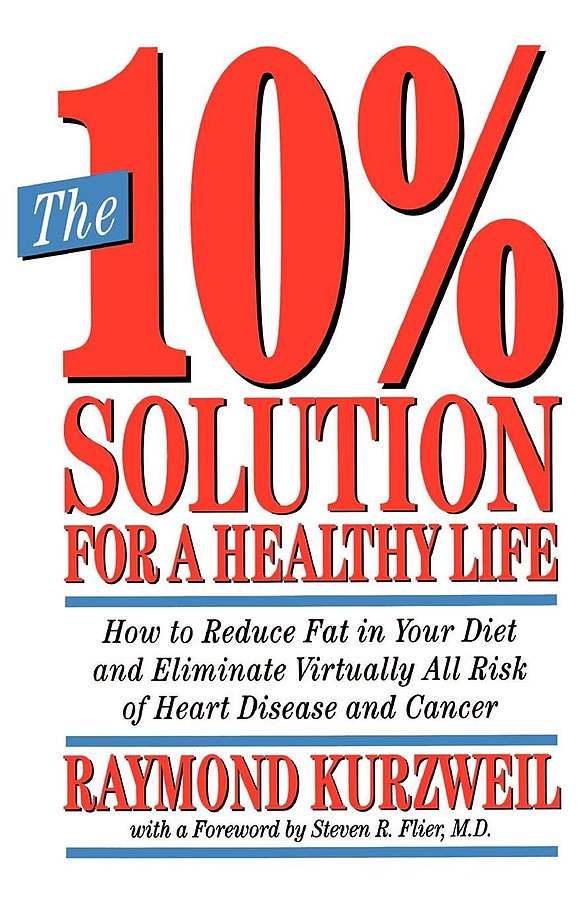 The
10%
SOLUTION
FOR A HEALTHY LIFE
How to Reduce Fat in Your Diet
and Eliminate Virtually All Risk
of Heart Disease and Cancer
RAYMOND KURZWEIL
with a Foreword by Steven R. Flier, M.D.